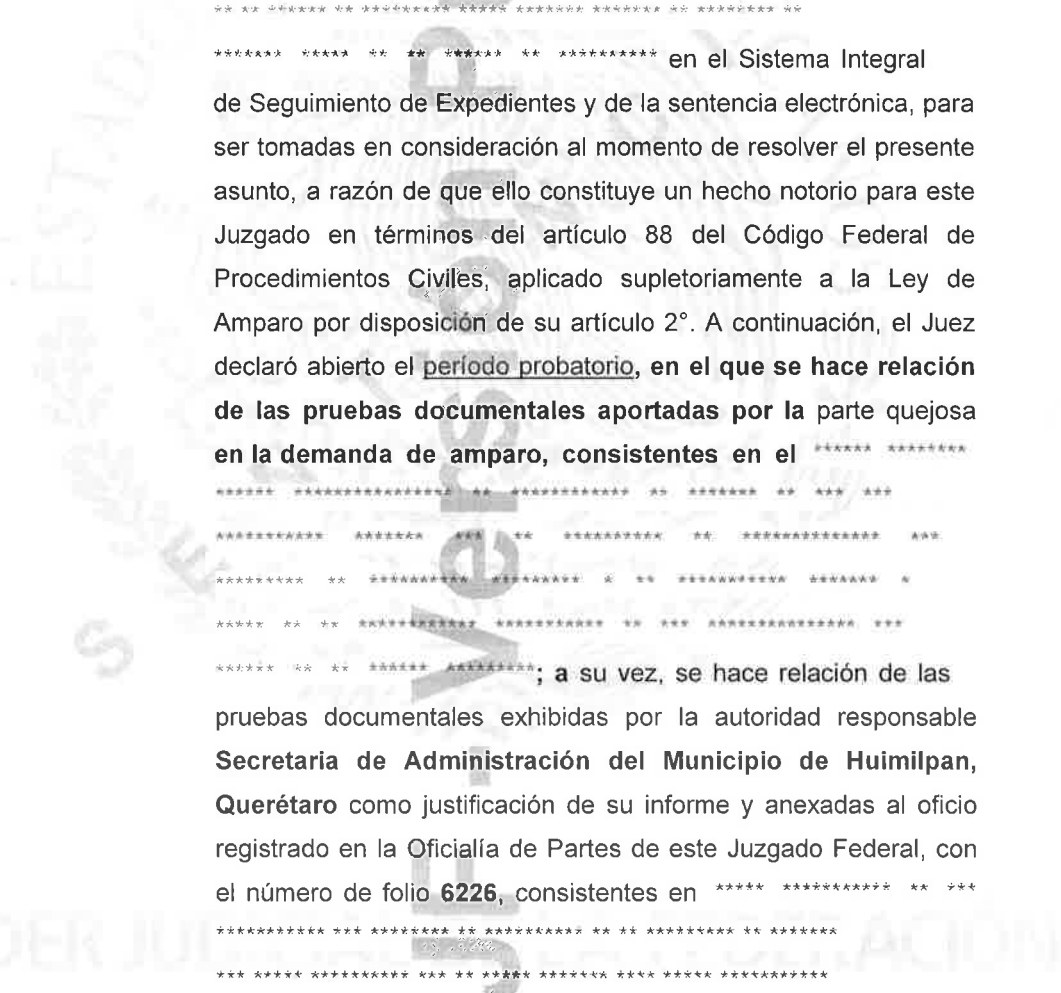 ** ** ****** ** ********* ***** ******* ******* ** ******** **
******* ***** ** ** ****** ** ********** en el Sistema Integral
de Seguimiento de Expedientes y de la sentencia electrónica, para
ser tomadas en consideración al momento de resolver el presente
asunto, a razón de que ello constituye un hecho notorio para este
Juzgado en términos del artículo 88 del Código Federal de
Procedimientos Civiles, aplicado supletoriamente a la Ley de
Amparo por disposición de su artículo 2°. A continuación, el Juez
declaró abierto el período probatorio, en el que se hace relación
de las pruebas documentales aportadas por la parte quejosa
en la demanda de amparo, consistentes en el ****** ********
****** **************** ** ************ ** ******* ** *** ***
*********** ******* *** ** ********** ** ************** ***
********* ** ********** ********* * ** *********** ******* *
***** ** ** ************ *********** ** *** *************** ***
****** ** ** ****** *********; a su vez, se hace relación de las
pruebas documentales exhibidas por la autoridad responsable
Secretaria de Administración del Municipio de Huimilpan,
Querétaro como justificación de su informe y anexadas al oficio
registrado en la Oficialía de Partes de este Juzgado Federal, con
el número de folio 6226, consistentes en ***** *********** ** ***
*********** *** ******** ** ********** ** ** ********* ** *******
*** ***** ********** *** ** ***** ******* **** ***** ***********